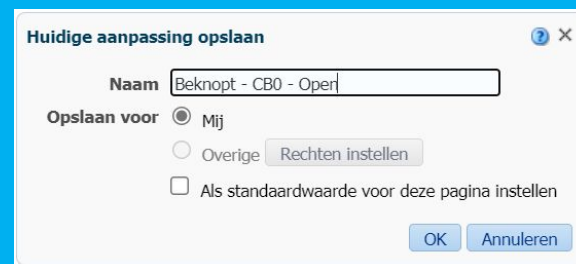 Huidige aanpassing opslaan
Naam Beknopt - CB0 - Open
Opslaan voor Mij
Overige Rechten instellen
Als standaardwaarde voor deze pagina instellen
OK Annuleren